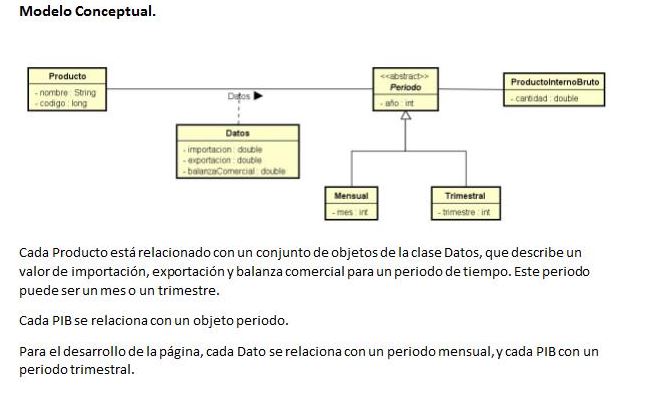 Modelo Conceptual.
Producto
- nombre : String
- codigo : long
Datos
<<abstract>>
Periodo
- año : int
ProductoInternoBruto
- cantidad : double
Datos
- importacion : double
- exportacion : double
- balanzaComercial : double
Mensual
- mes : int
Trimestral
- trimestre : int
Cada Producto está relacionado con un conjunto de objetos de la clase Datos, que describe un
valor de importación, exportación y balanza comercial para un periodo de tiempo. Este periodo
puede ser un mes o un trimestre.
Cada PIB se relaciona con un objeto periodo.
Para el desarrollo de la página, cada Dato se relaciona con un periodo mensual, y cada PIB con un
periodo trimestral.